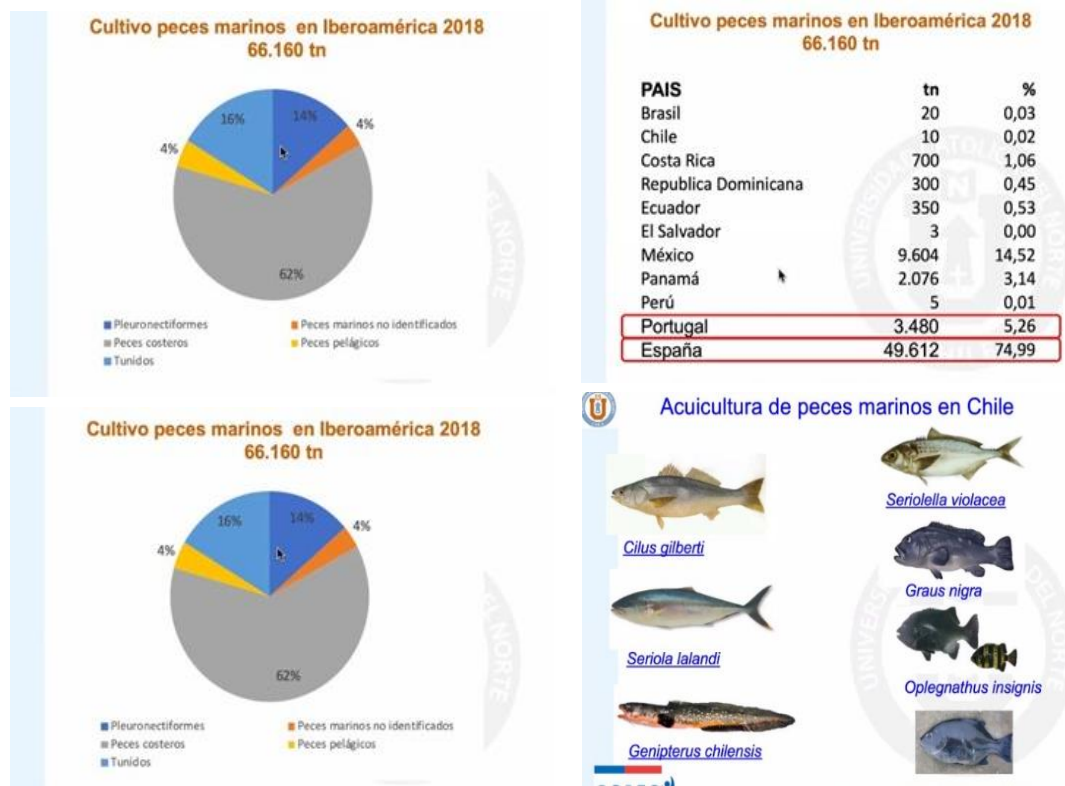 Cultivo peces marinos en Iberoamérica 2018
66.160 tn
16%
14%
4%
4%
62%
Pleuronectiformes
Peces marinos no identificados
Peces costeros
Peces pelágicos
Tunidos
Cultivo peces marinos en Iberoamérica 2018
66.160 tn
PAIS tn %
Brasil 20 0,03
Chile 10 0,02
Costa Rica 700 1,06
Republica Dominicana 300 0,45
Ecuador 350 0,53
El Salvador 3 0,00
México 9.604 14,52
Panamá 2.076 3,14
Perú 5 0,01
Portugal 3.480 5,26
España 49.612 74,99
Cultivo peces marinos en Iberoamérica 2018
66.160 tn
16%
14%
4%
4%
62%
Pleuronectiformes
Peces marinos no identificados
Peces costeros
Peces pelágicos
Tunidos
Acuicultura de peces marinos en Chile
Seriolella violacea
Cilus gilberti
Graus nigra
Seriola lalandi
Oplegnathus insignis
Genipterus chilensis